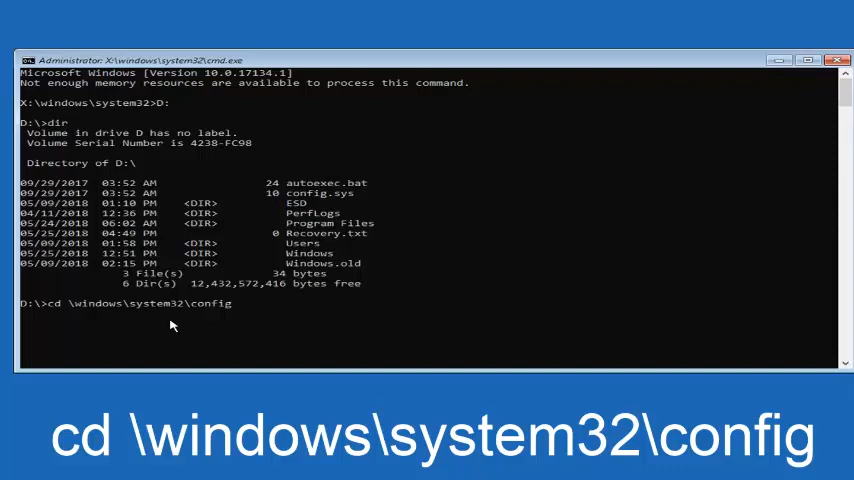 Administrator: X:\windows\system32\cmd.exe
Microsoft Windows [Version 10.0.17134.1]
Not enough memory resources are available to process this command.
X:\windows\system32>D:
D:\>dir
Volume in drive D has no label.
Volume Serial Number is 4238-FC98
Directory of D:\
09/29/2017  03:52 AM                24 autoexec.bat
09/29/2017  03:52 AM                10 config.sys
05/09/2018  01:10 PM    <DIR>          ESD
04/11/2018  12:36 PM    <DIR>          PerfLogs
05/24/2018  06:02 AM    <DIR>          Program Files
05/25/2018  04:49 PM                 0 Recovery.txt
05/09/2018  01:58 PM    <DIR>          Users
05/25/2018  12:51 PM    <DIR>          Windows
05/09/2018  02:15 PM    <DIR>          Windows.old
3 File(s)             34 bytes
6 Dir(s)  12,432,572,416 bytes free
D:\>cd \windows\system32\config
cd \windows\system32\config